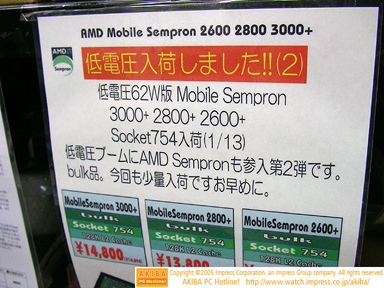 AMD Mobile Sempron 2600 2800 3000+
AMD
Sempron
低電圧入荷しました!!(2)
低電圧62W版 Mobile Sempron
3000+ 2800+ 2600+
Socket754入荷(1/13)
低電圧ブームにAMD Sempronも参入第2弾です。
bulk品。今回も少量入荷ですお早めに。
MobileSempron 3000+
bulk
Socket 754
128K L2 Cache
¥14,800
MobileSempron 2800+
bulk
Socket 754
128K L2 Cache
¥13,800
MobileSempron 2600+
bulk
Socket 754
128K L2 Cache
AKIBA
PC Hotline!
Copyright ©2005 Impress Corporation, an Impress Group company. All rights reserved.
AKIBA PC Hotline! http://www.watch.impress.co.jp/akiba/